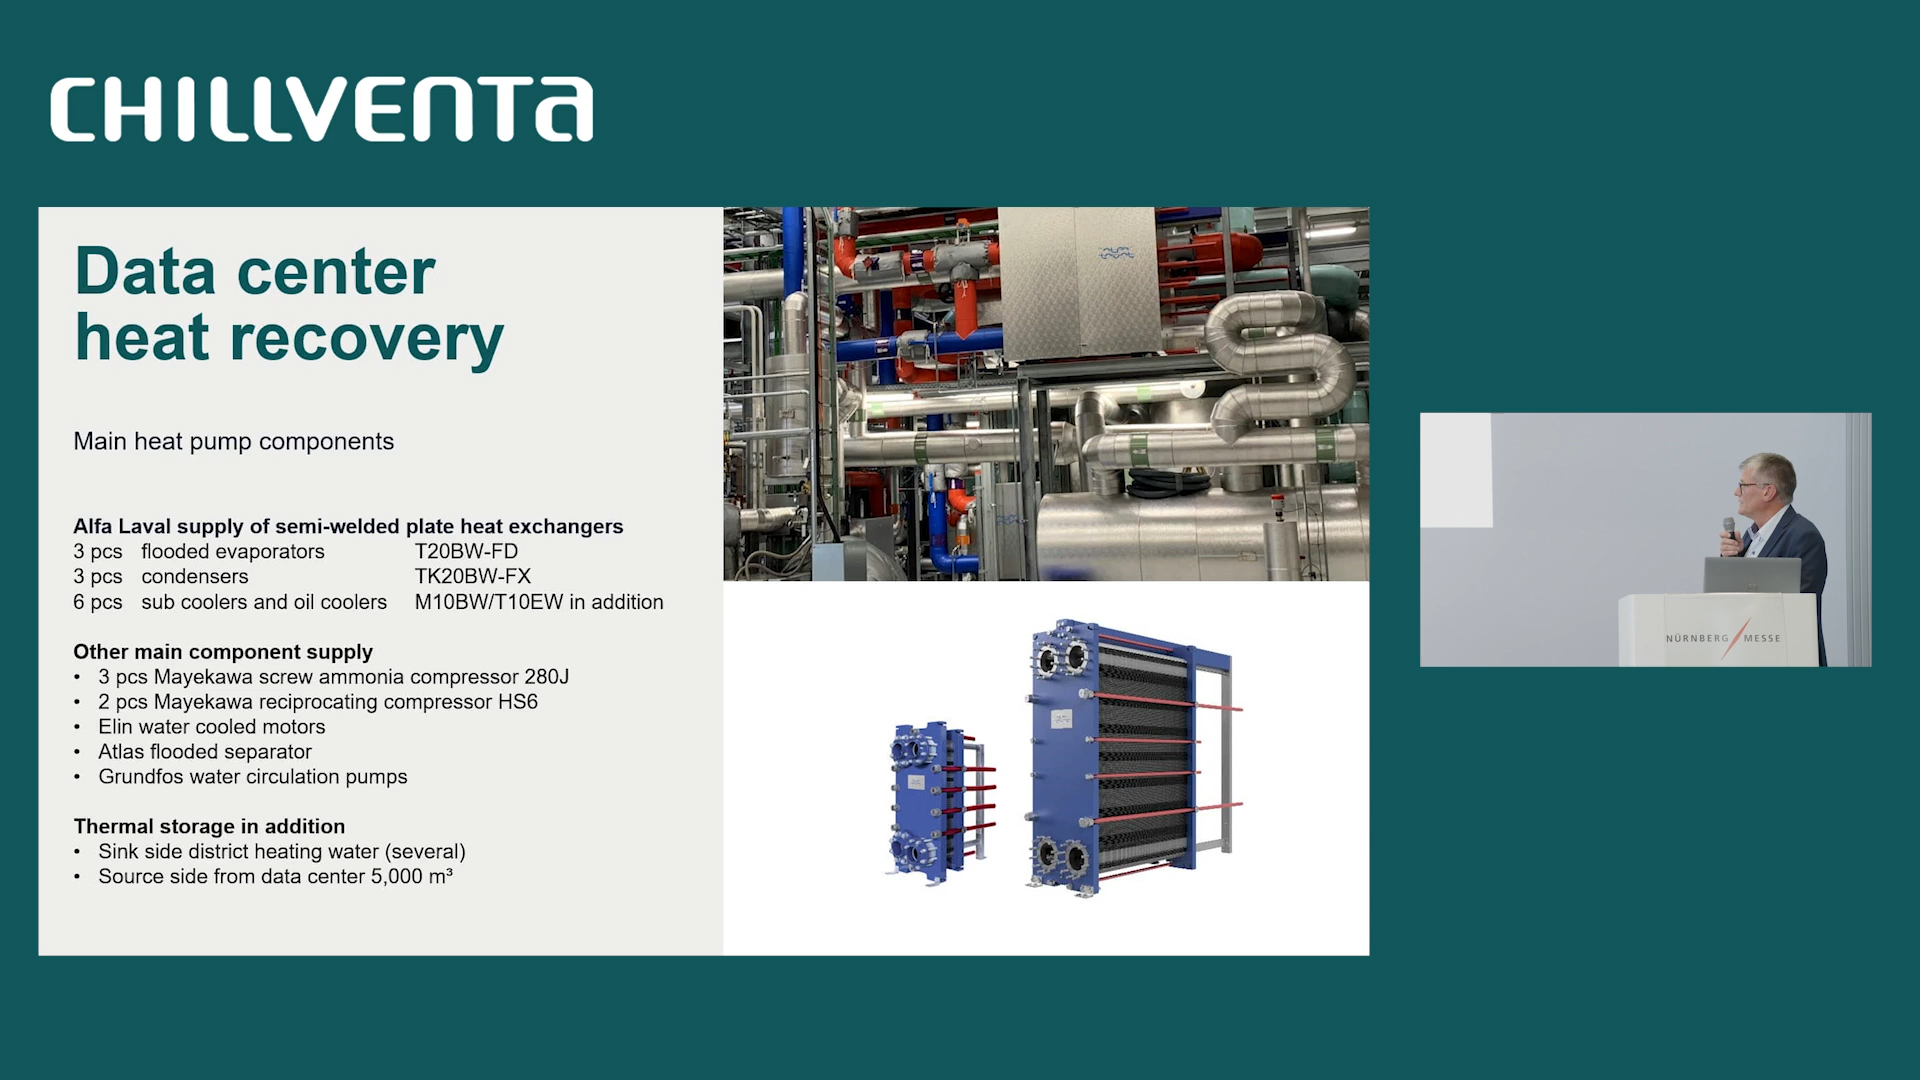 CHILLVENTA
Data center
heat recovery
Main heat pump components
Alfa Laval supply of semi-welded plate heat exchangers
3 pcs flooded evaporators T20BW-FD
3 pcs condensers TK20BW-FX
6 pcs sub coolers and oil coolers M10BW/T10EW in addition
Other main component supply
• 3 pcs Mayekawa screw ammonia compressor 280J
• 2 pcs Mayekawa reciprocating compressor HS6
• Elin water cooled motors
• Atlas flooded separator
• Grundfos water circulation pumps
Thermal storage in addition
• Sink side district heating water (several)
• Source side from data center 5,000 m³
NÜRNBERG MESSE